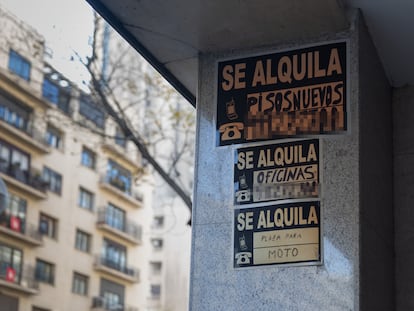 SE ALQUILA
PISOS NUEVOS
SE ALQUILA
OFICINAS
SE ALQUILA
PLAZA PARA
MOTO